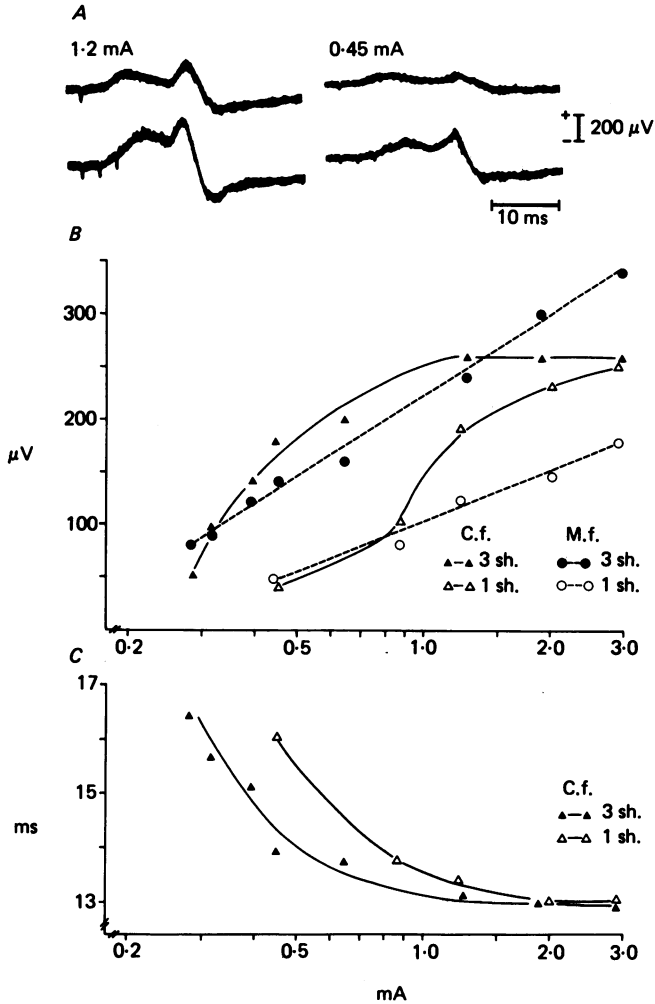 A
1·2 mA 0·45 mA
+
- 200 μV
10 ms
B
300
200
μV
100
C.f. M.f.
3 sh. 3 sh.
1 sh. 1 sh.
0·2 0·5 1·0 2·0 3·0
C
17
15
C.f.
3 sh.
ms
1 sh.
13
0·2 0·5 1·0 2·0 3·0
mA